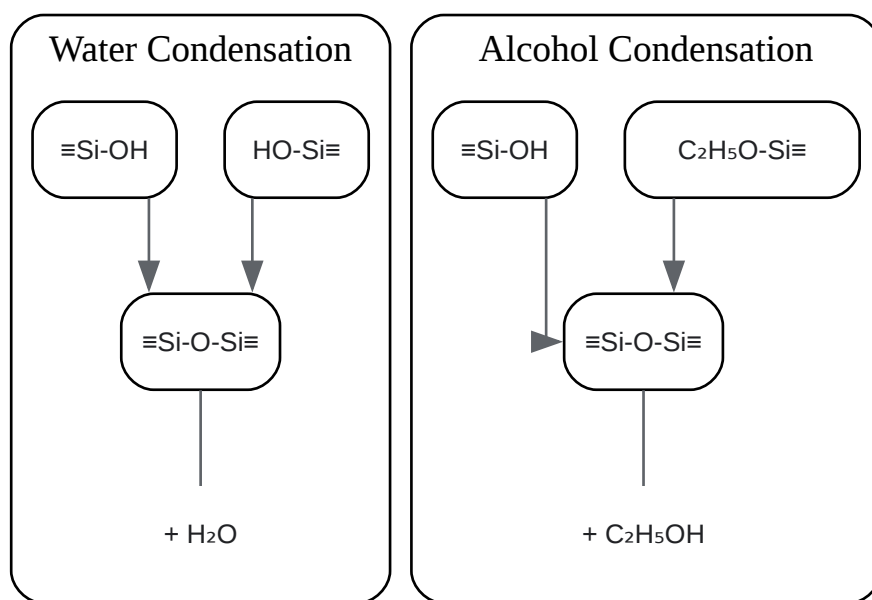 Water Condensation
≡Si-OH
HO-Si≡
≡Si-O-Si≡
+ H₂O
Alcohol Condensation
≡Si-OH
C₂H₅O-Si≡
≡Si-O-Si≡
+ C₂H₅OH